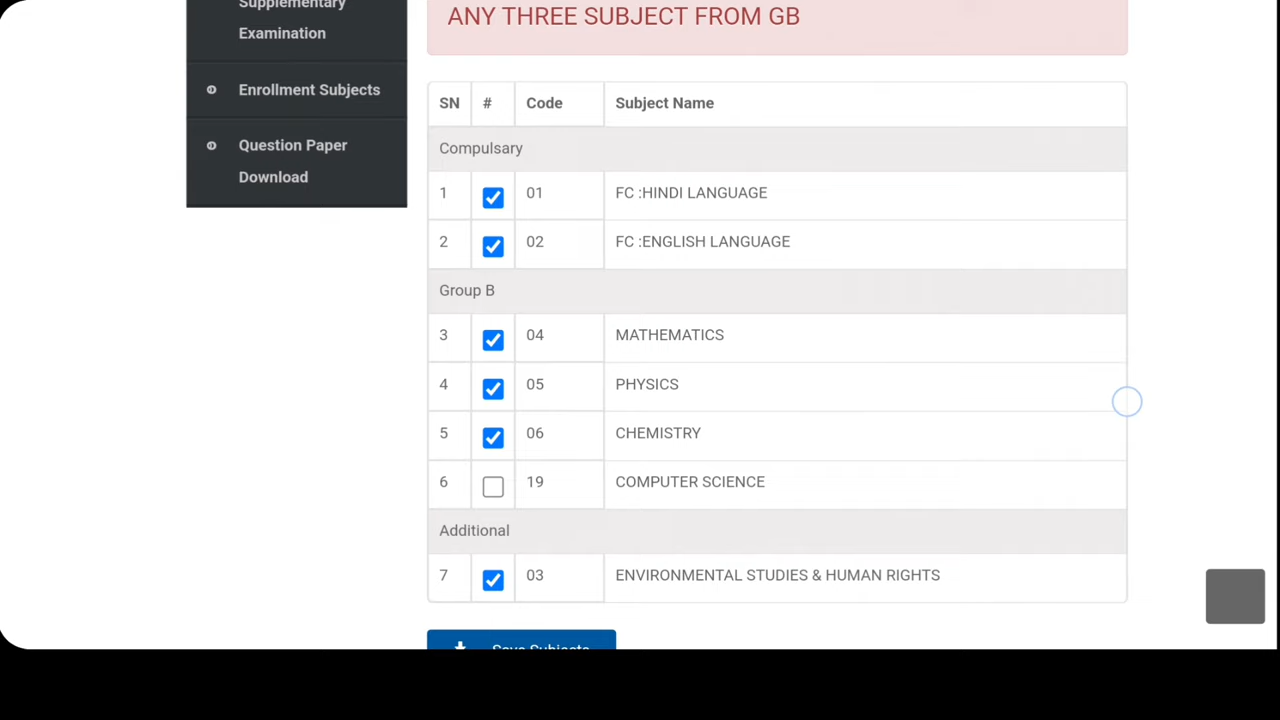 Supplementary
Examination
Enrollment Subjects
Question Paper
Download
ANY THREE SUBJECT FROM GB
SN # Code Subject Name
Compulsary
1 01 FC :HINDI LANGUAGE
2 02 FC :ENGLISH LANGUAGE
Group B
3 04 MATHEMATICS
4 05 PHYSICS
5 06 CHEMISTRY
6 19 COMPUTER SCIENCE
Additional
7 03 ENVIRONMENTAL STUDIES & HUMAN RIGHTS
Save Subjects